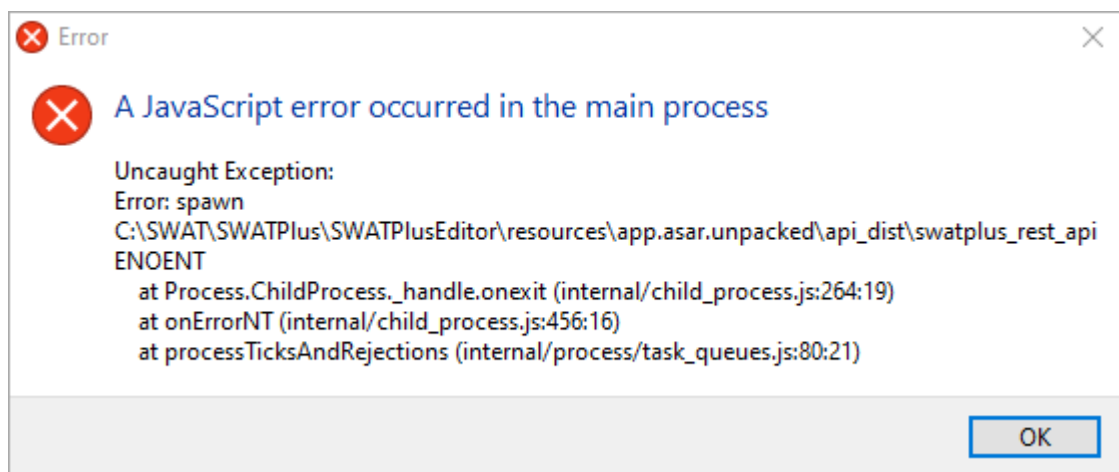 Error
A JavaScript error occurred in the main process
Uncaught Exception:
Error: spawn
C:\SWAT\SWATPlus\SWATPlusEditor\resources\app.asar.unpacked\api_dist\swatplus_rest_api
ENOENT
at Process.ChildProcess._handle.onexit (internal/child_process.js:264:19)
at onErrorNT (internal/child_process.js:456:16)
at processTicksAndRejections (internal/process/task_queues.js:80:21)
OK